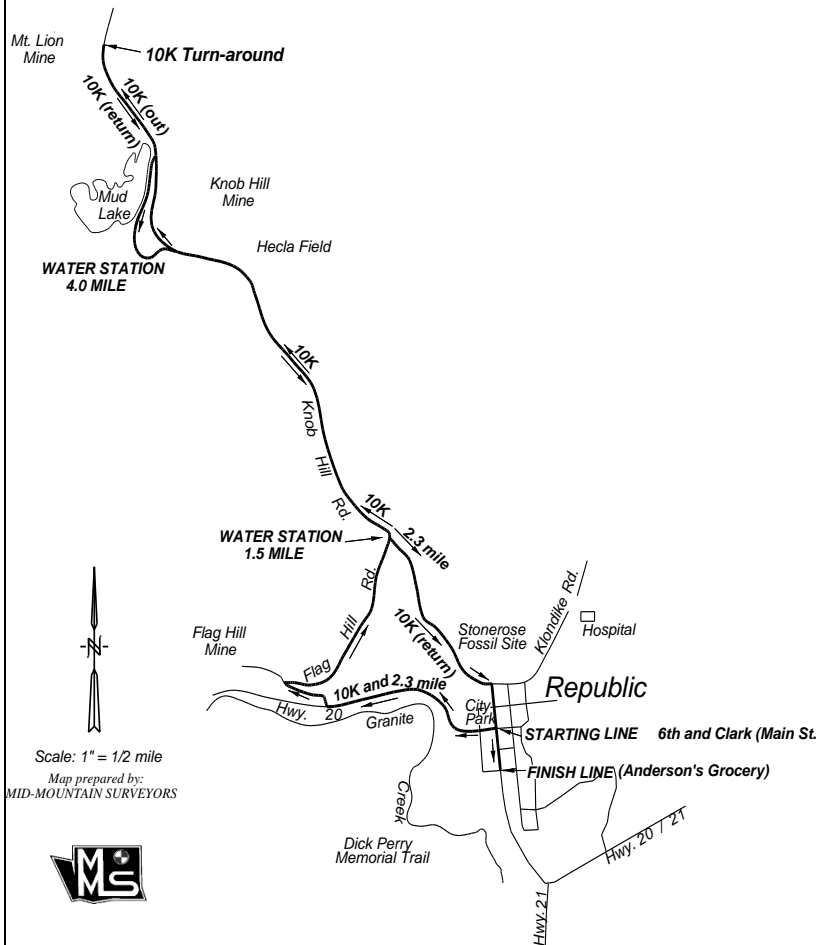 Mt. Lion
Mine
10K Turn-around
10K (out)
10K (return)
Mud
Lake
Knob Hill
Mine
Hecla Field
WATER STATION
4.0 MILE
10K
Knob
Hill
Rd.
10K
2.3 mile
WATER STATION
1.5 MILE
Flag
Hill
Rd.
Flag Hill
Mine
10K (return)
Stonerose
Fossil Site
Klondike Rd.
Hospital
Republic
10K and 2.3 mile
Hwy. 20
Granite
Creek
City
Park
STARTING LINE 6th and Clark (Main St.
FINISH LINE (Anderson's Grocery)
N
Scale: 1" = 1/2 mile
Map prepared by:
MID-MOUNTAIN SURVEYORS
MMS
Dick Perry
Memorial Trail
Hwy. 20 / 21
Hwy. 21